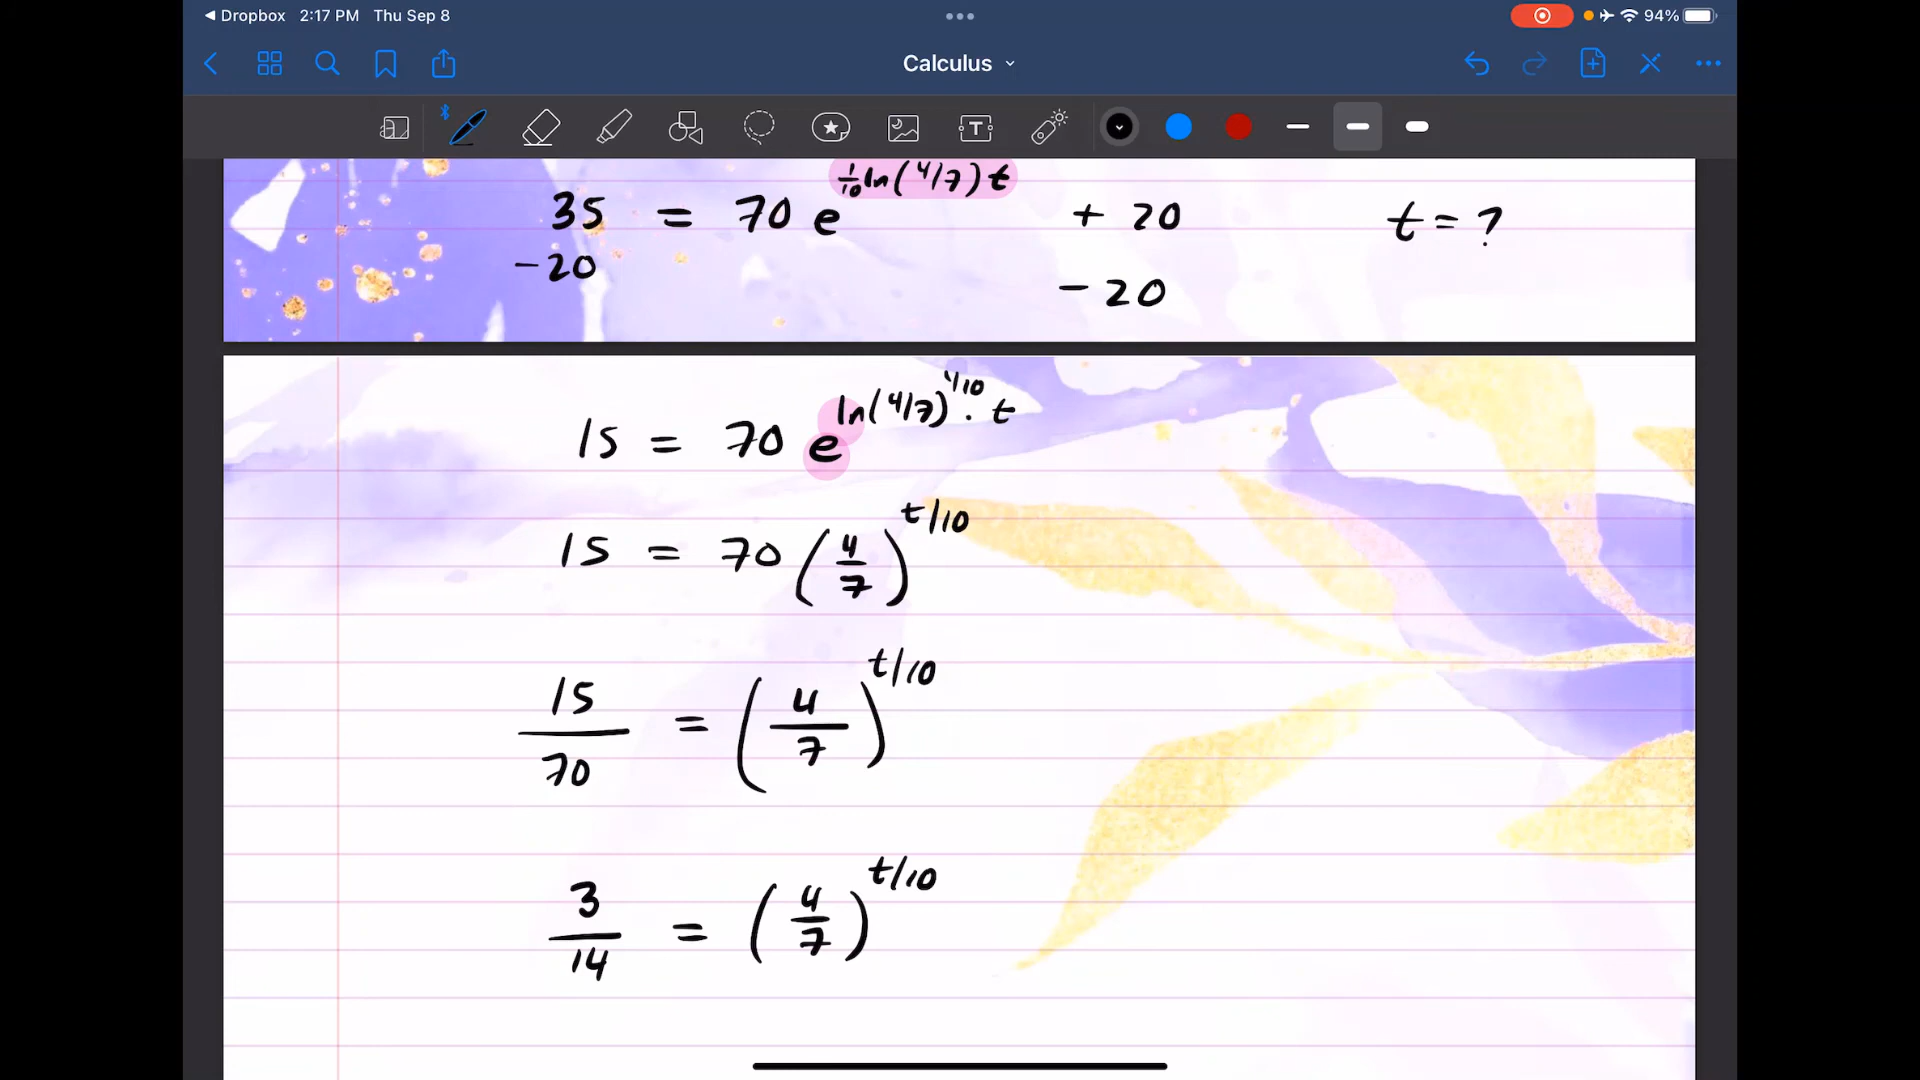 Dropbox 2:17 PM Thu Sep 8 94%
Calculus
T
35 = 70 e^(1/10 ln(4/7) t) + 20 t = ?
-20 - 20
15 = 70 e^(ln(4/7)^(1/10) · t)
15 = 70 (4/7)^(t/10)
15/70 = (4/7)^(t/10)
3/14 = (4/7)^(t/10)